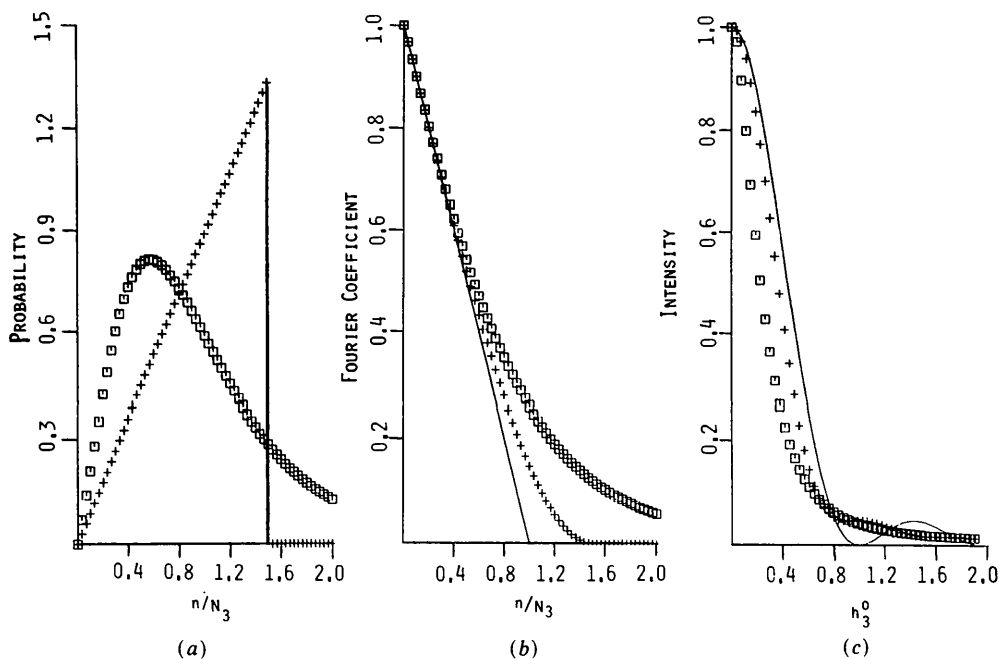 PROBABILITY
1.5
1.2
0.9
0.6
0.3
0.4 0.8 1.2 1.6 2.0
n/N3
(a)
FOURIER COEFFICIENT
1.0
0.8
0.6
0.4
0.2
0.4 0.8 1.2 1.6 2.0
n/N3
(b)
INTENSITY
1.0
0.8
0.6
0.4
0.2
0.4 0.8 1.2 1.6 2.0
h3o
(c)